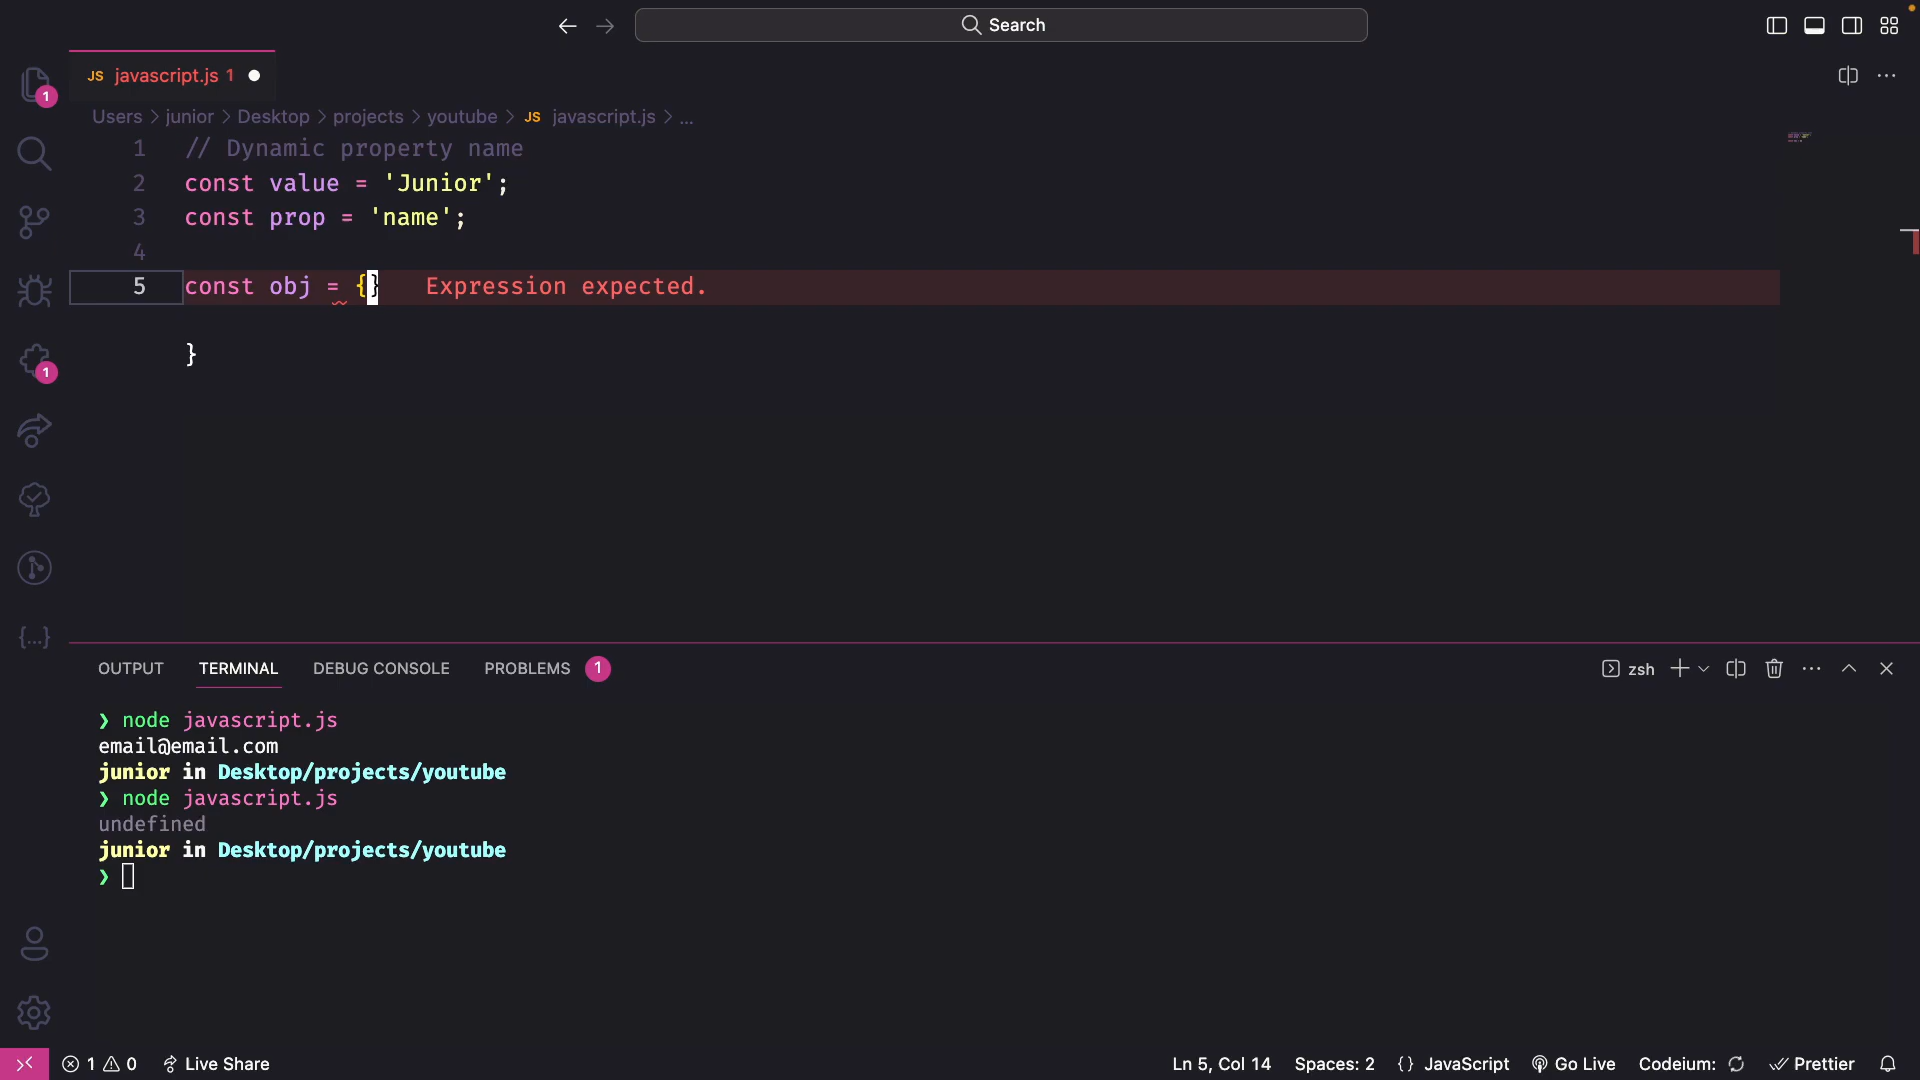 Search
JS javascript.js 1
1
Users > junior > Desktop > projects > youtube > JS javascript.js > ...
1 // Dynamic property name
2 const value = 'Junior';
3 const prop = 'name';
4
5 const obj = {} Expression expected.
}
1
OUTPUT TERMINAL DEBUG CONSOLE PROBLEMS 1 zsh
❯ node javascript.js
email@email.com
junior in Desktop/projects/youtube
❯ node javascript.js
undefined
junior in Desktop/projects/youtube
❯
1 0 Live Share Ln 5, Col 14 Spaces: 2 {} JavaScript Go Live Codeium: Prettier